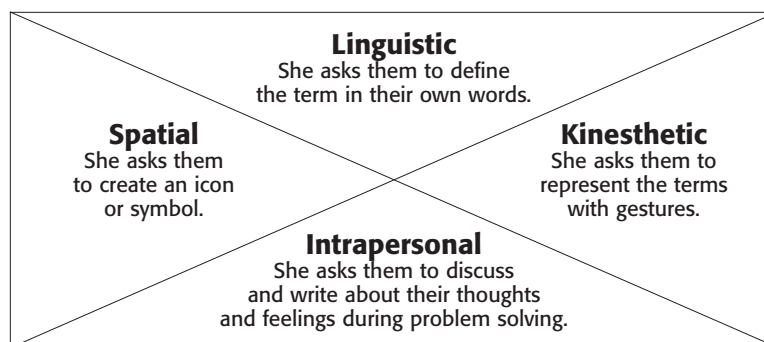 Linguistic
She asks them to define
the term in their own words.
Spatial
She asks them
to create an icon
or symbol.
Kinesthetic
She asks them to
represent the terms
with gestures.
Intrapersonal
She asks them to discuss
and write about their thoughts
and feelings during problem solving.